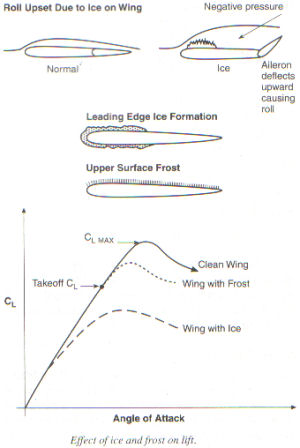 Roll Upset Due to Ice on Wing
Negative pressure
Normal
Ice
Aileron
deflects
upward
causing
roll
Leading Edge Ice Formation
Upper Surface Frost
CL MAX
Clean Wing
Takeoff CL
Wing with Frost
CL
Wing with Ice
Angle of Attack
Effect of ice and frost on lift.